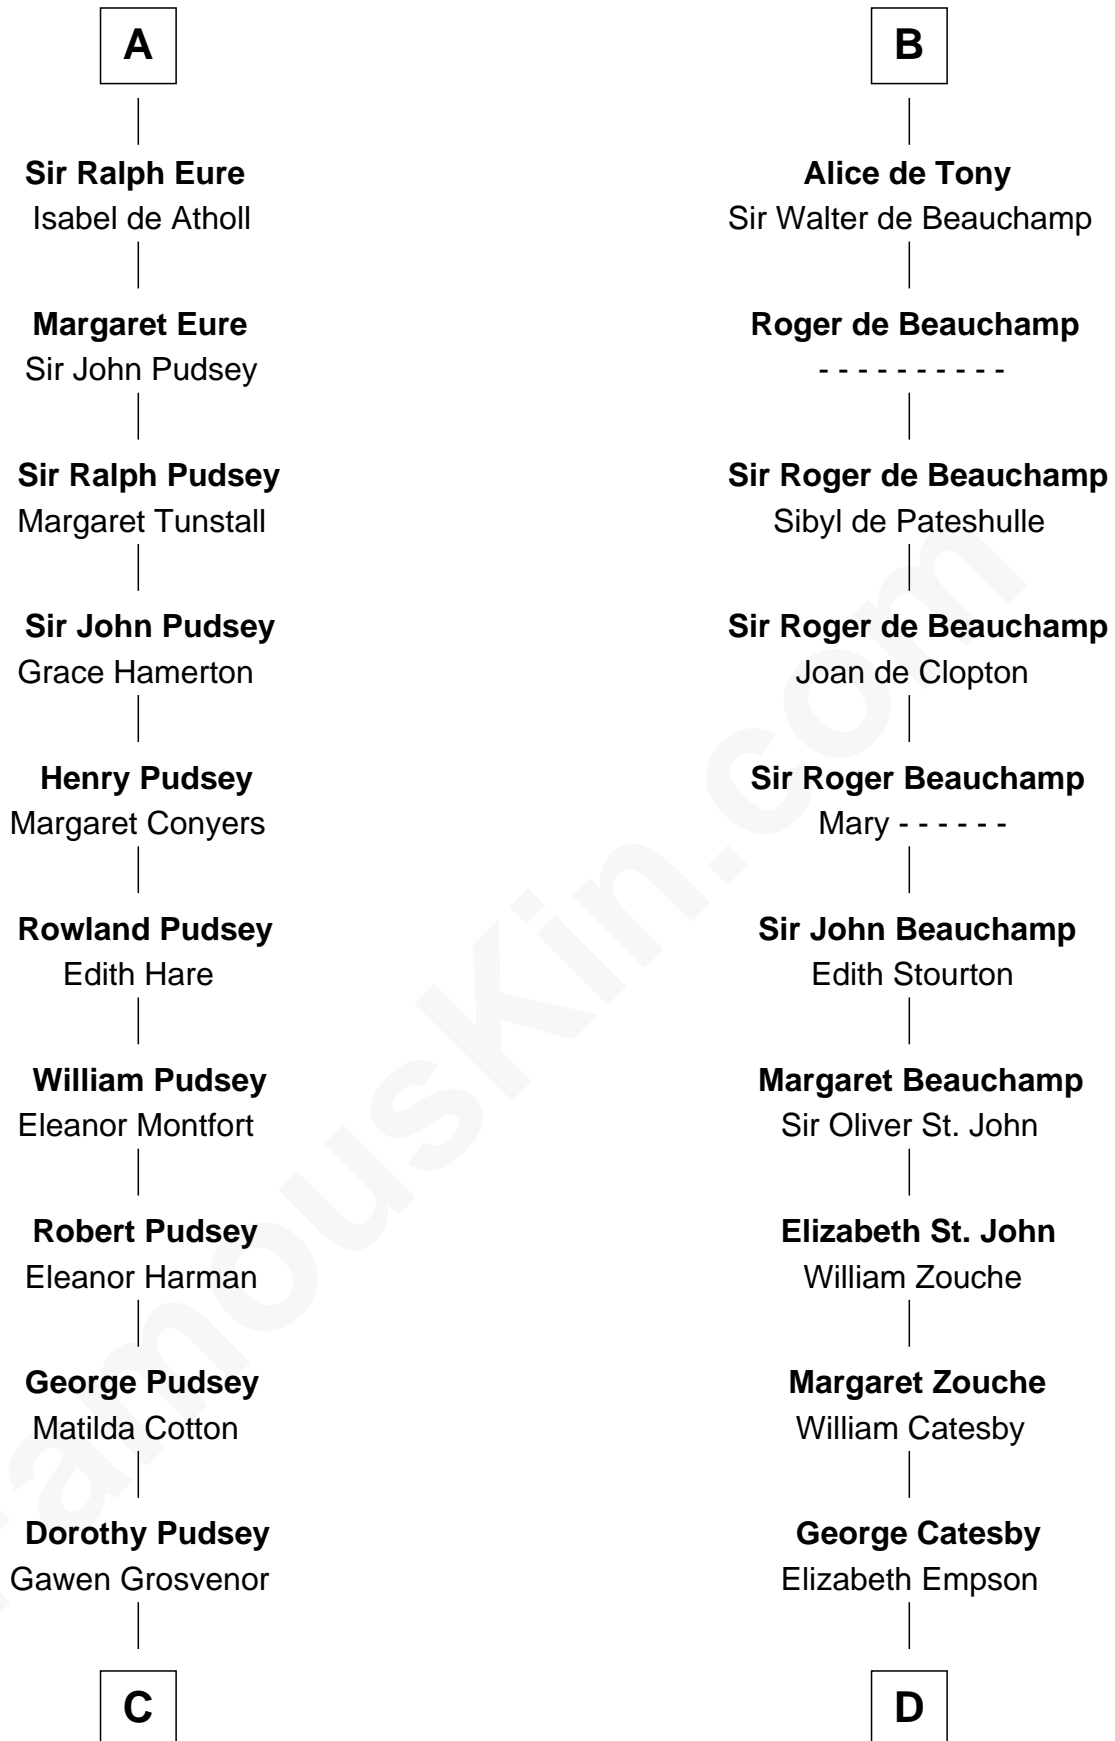 A
Sir Ralph Eure
Isabel de Atholl
Margaret Eure
Sir John Pudsey
Sir Ralph Pudsey
Margaret Tunstall
Sir John Pudsey
Grace Hamerton
Henry Pudsey
Margaret Conyers
Rowland Pudsey
Edith Hare
William Pudsey
Eleanor Montfort
Robert Pudsey
Eleanor Harman
George Pudsey
Matilda Cotton
Dorothy Pudsey
Gawen Grosvenor
C
B
Alice de Tony
Sir Walter de Beauchamp
Roger de Beauchamp
- - - - - - - - - -
Sir Roger de Beauchamp
Sibyl de Pateshulle
Sir Roger de Beauchamp
Joan de Clopton
Sir Roger Beauchamp
Mary - - - - - -
Sir John Beauchamp
Edith Stourton
Margaret Beauchamp
Sir Oliver St. John
Elizabeth St. John
William Zouche
Margaret Zouche
William Catesby
George Catesby
Elizabeth Empson
D
FamousKin.com